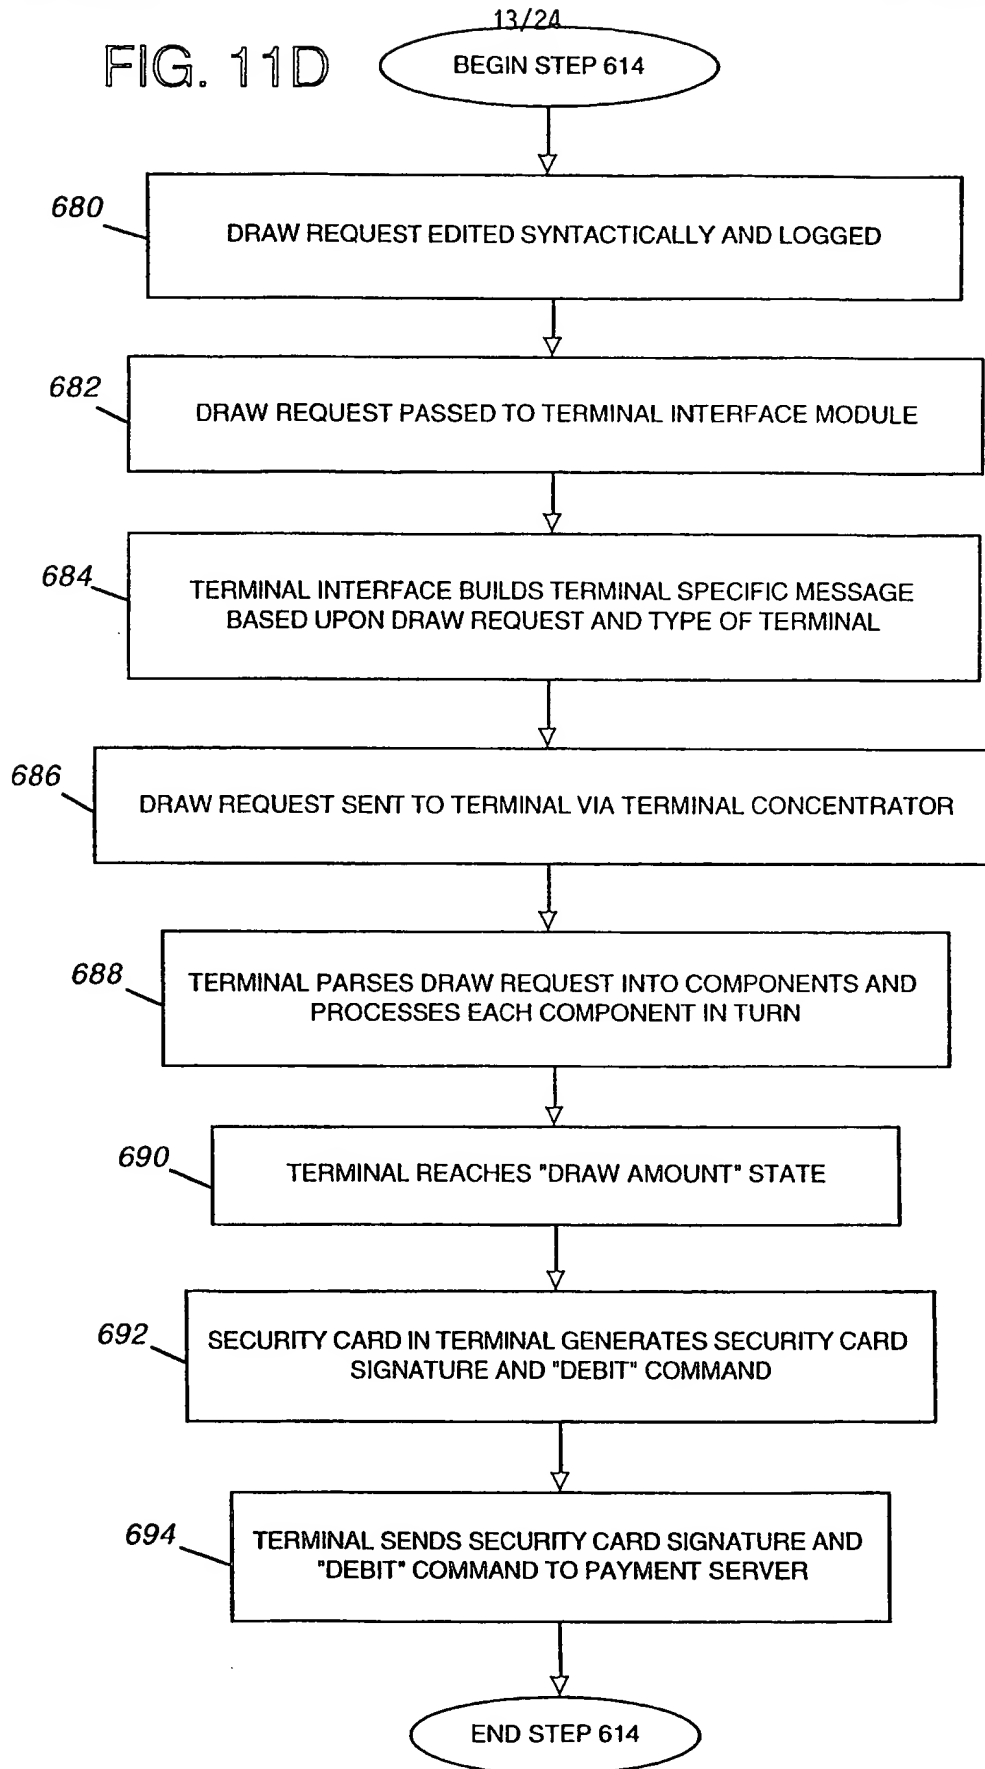 13/24
FIG. 11D
BEGIN STEP 614
680
DRAW REQUEST EDITED SYNTACTICALLY AND LOGGED
682
DRAW REQUEST PASSED TO TERMINAL INTERFACE MODULE
684
TERMINAL INTERFACE BUILDS TERMINAL SPECIFIC MESSAGE
BASED UPON DRAW REQUEST AND TYPE OF TERMINAL
686
DRAW REQUEST SENT TO TERMINAL VIA TERMINAL CONCENTRATOR
688
TERMINAL PARSES DRAW REQUEST INTO COMPONENTS AND
PROCESSES EACH COMPONENT IN TURN
690
TERMINAL REACHES "DRAW AMOUNT" STATE
692
SECURITY CARD IN TERMINAL GENERATES SECURITY CARD
SIGNATURE AND "DEBIT" COMMAND
694
TERMINAL SENDS SECURITY CARD SIGNATURE AND
"DEBIT" COMMAND TO PAYMENT SERVER
END STEP 614